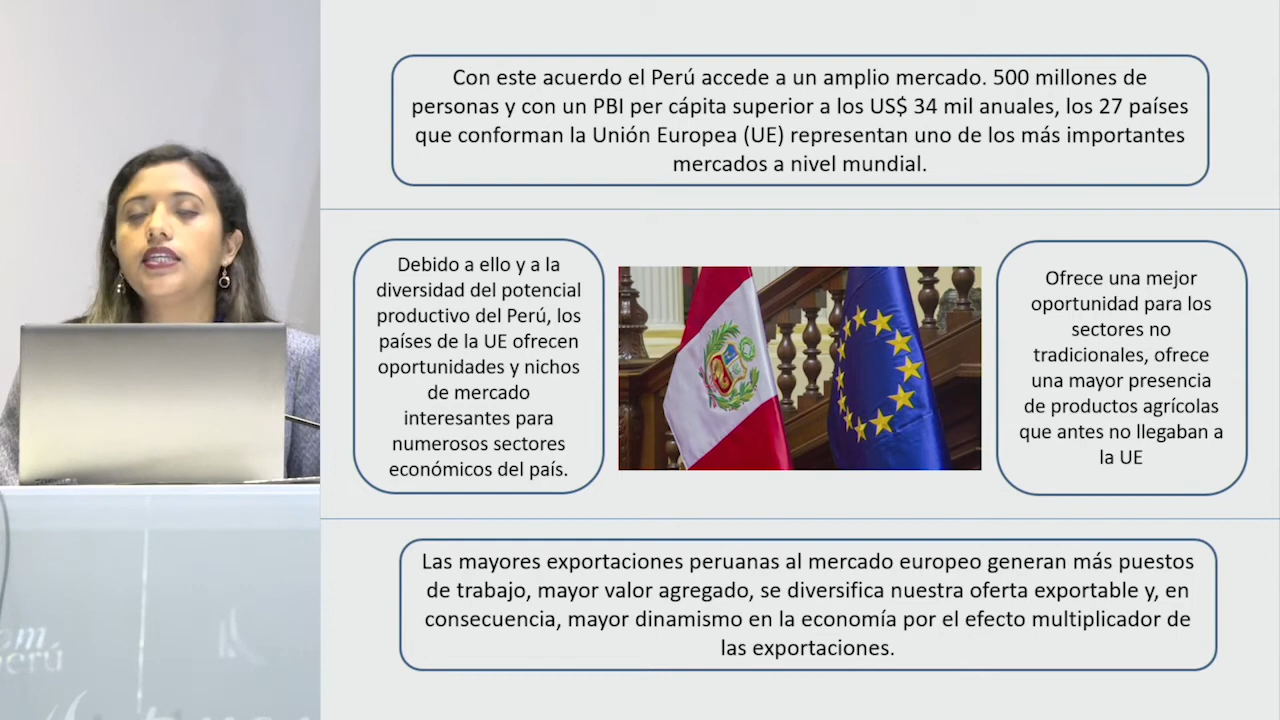 Con este acuerdo el Perú accede a un amplio mercado. 500 millones de
personas y con un PBI per cápita superior a los US$ 34 mil anuales, los 27 países
que conforman la Unión Europea (UE) representan uno de los más importantes
mercados a nivel mundial.
Debido a ello y a la
diversidad del potencial
productivo del Perú, los
países de la UE ofrecen
oportunidades y nichos
de mercado
interesantes para
numerosos sectores
económicos del país.
Ofrece una mejor
oportunidad para los
sectores no
tradicionales, ofrece
una mayor presencia
de productos agrícolas
que antes no llegaban a
la UE
Las mayores exportaciones peruanas al mercado europeo generan más puestos
de trabajo, mayor valor agregado, se diversifica nuestra oferta exportable y, en
consecuencia, mayor dinamismo en la economía por el efecto multiplicador de
las exportaciones.